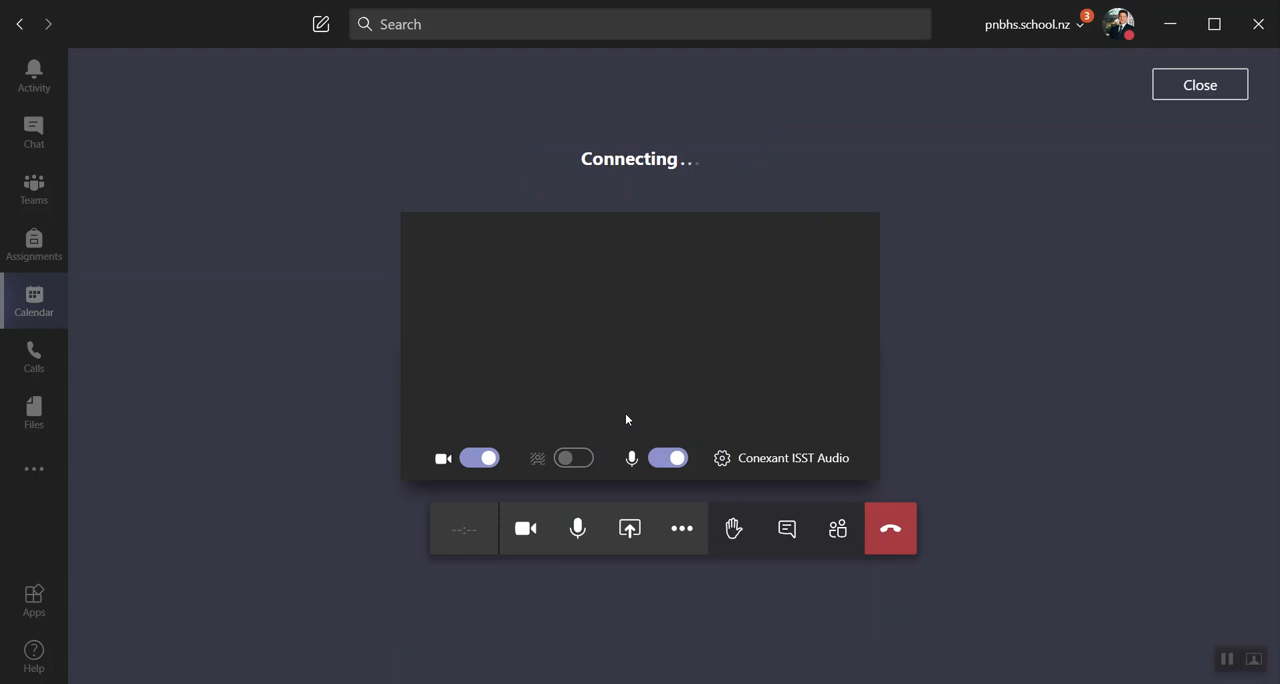 Search
pnbhs.school.nz
3
Activity
Chat
Teams
Assignments
Calendar
Calls
Files
Apps
Help
Close
Connecting...
Conexant ISST Audio
--:--